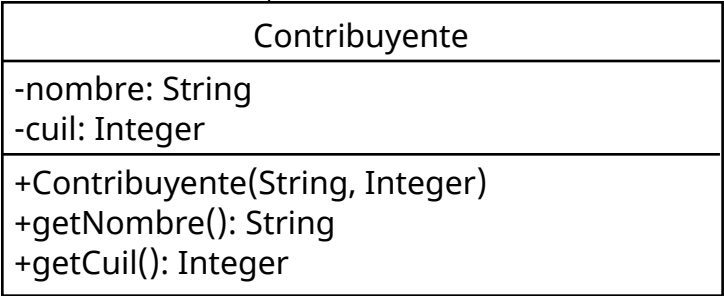 Contribuyente
-nombre: String
-cuil: Integer
+Contribuyente(String, Integer)
+getNombre(): String
+getCuil(): Integer